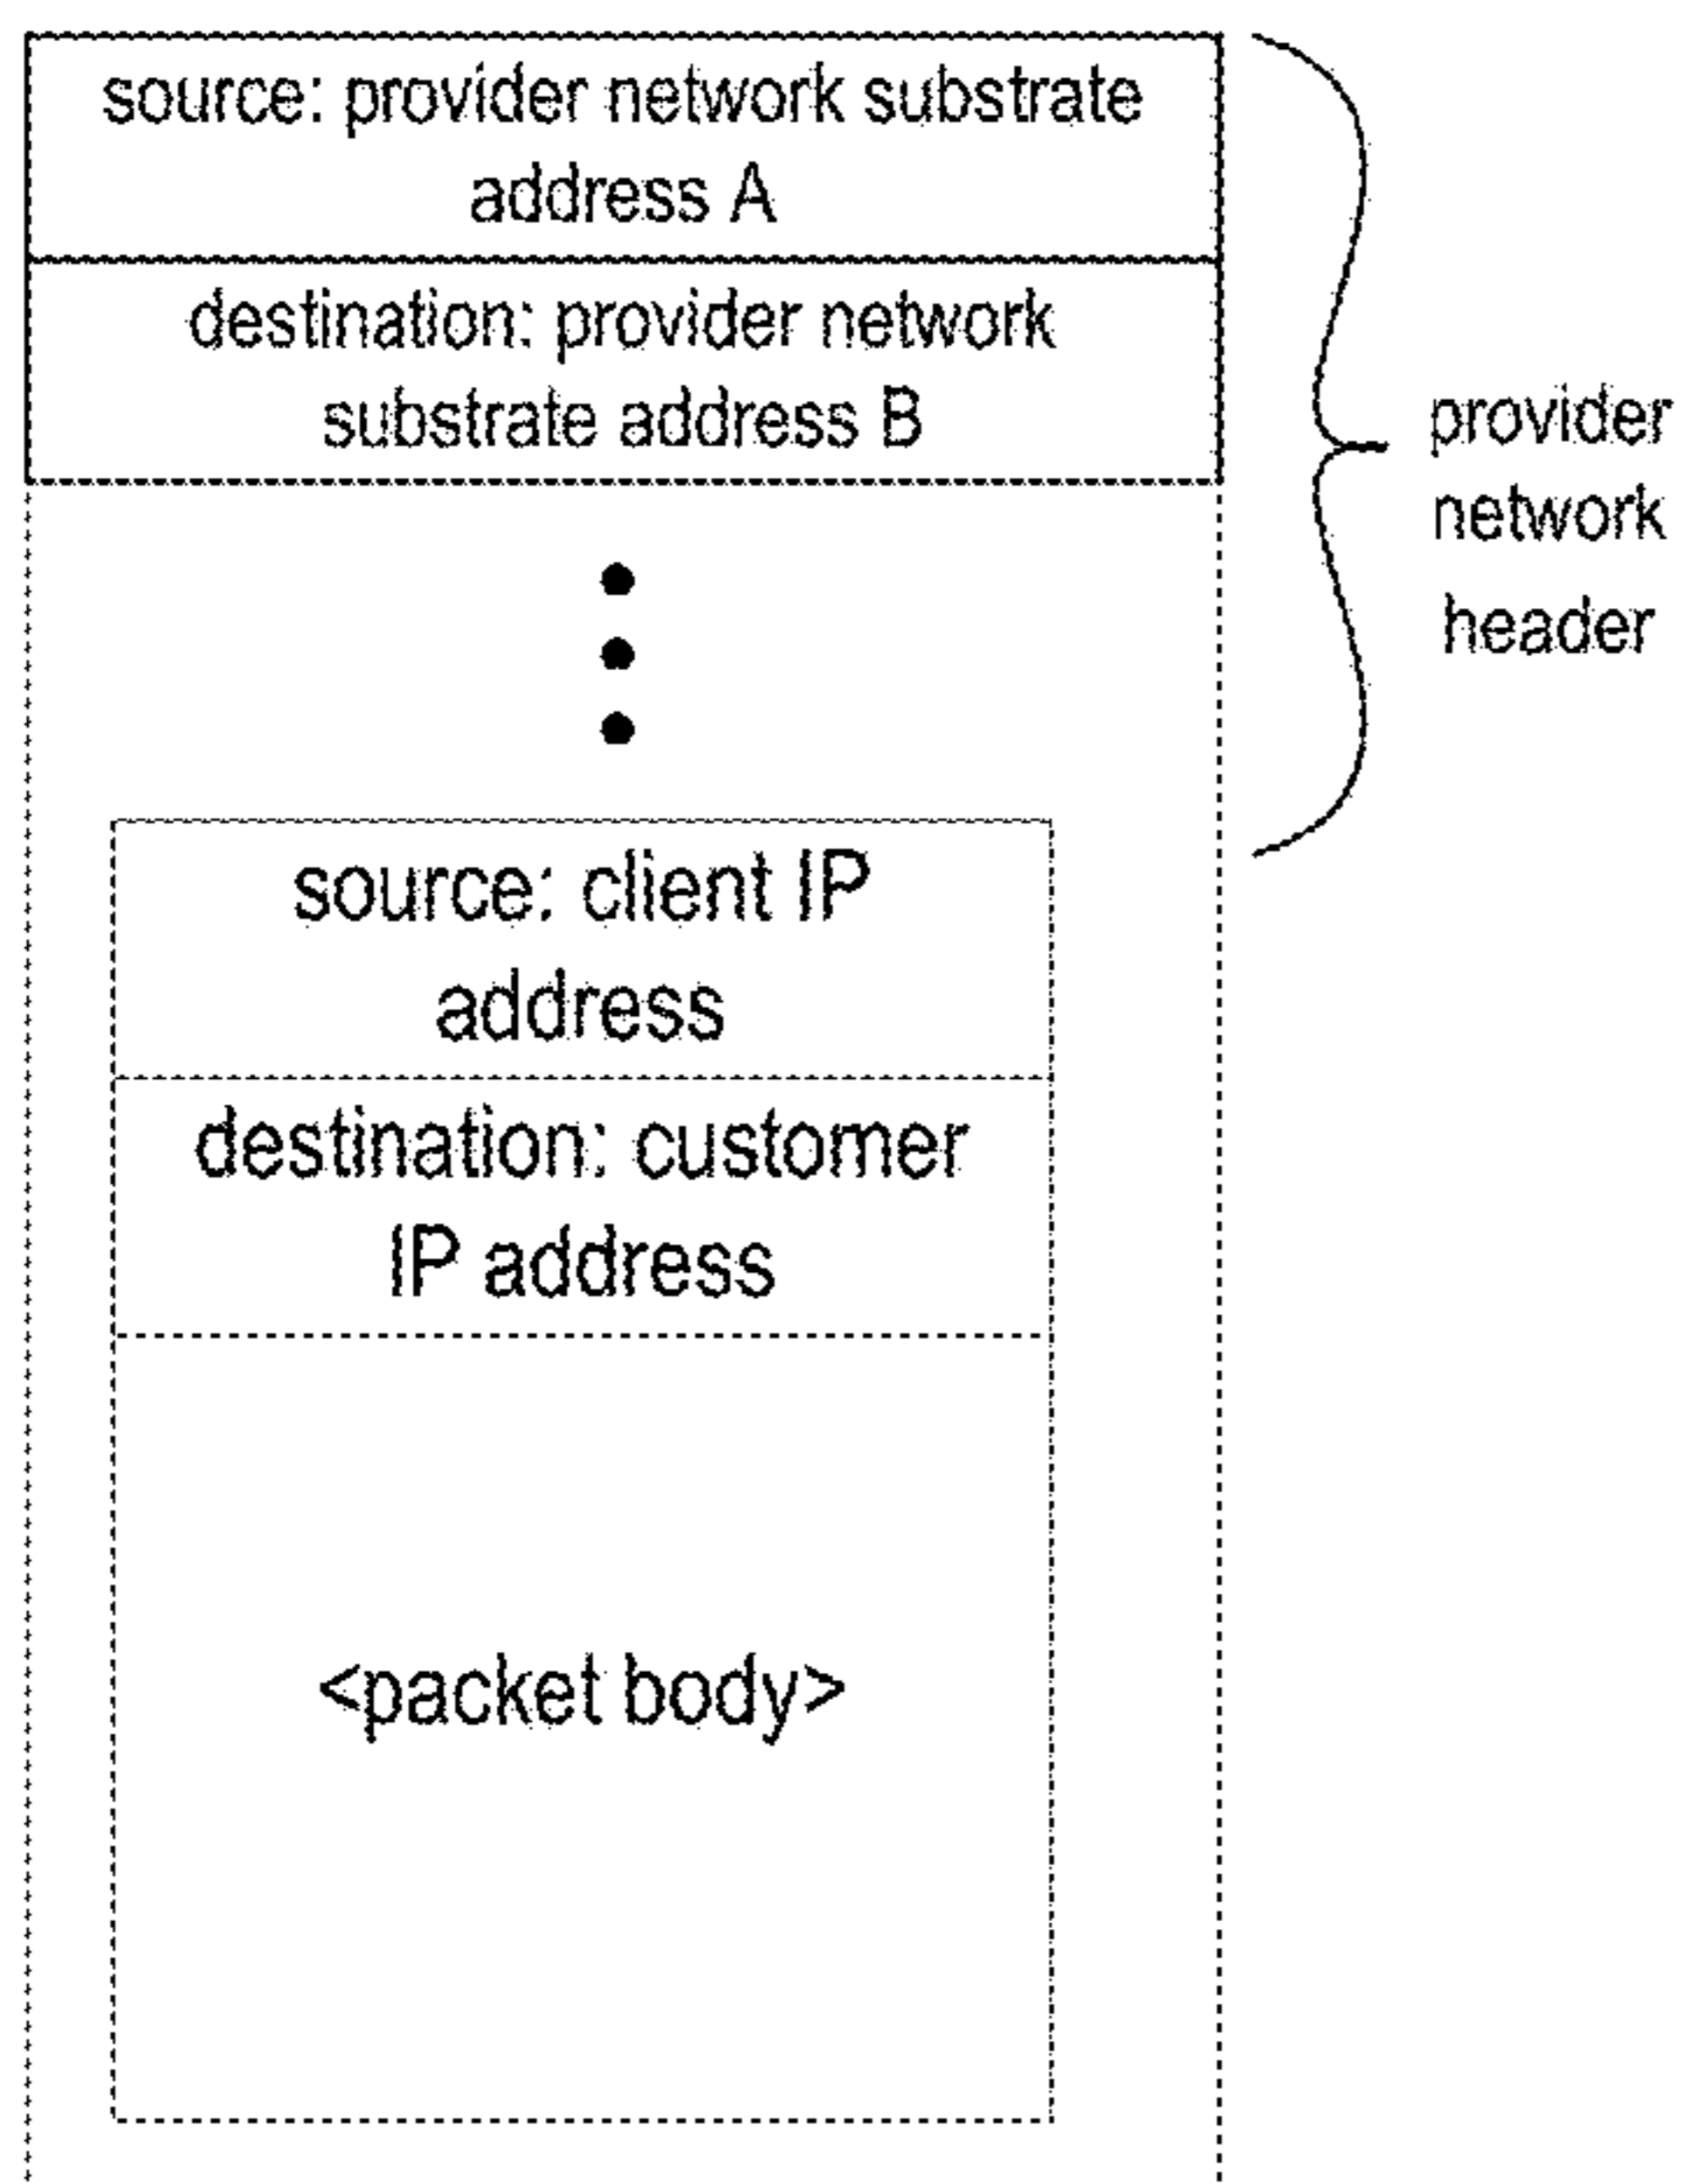 source: provider network substrate
address A
destination: provider network
substrate address B
provider
network
header
source: client IP
address
destination: customer
IP address
<packet body>